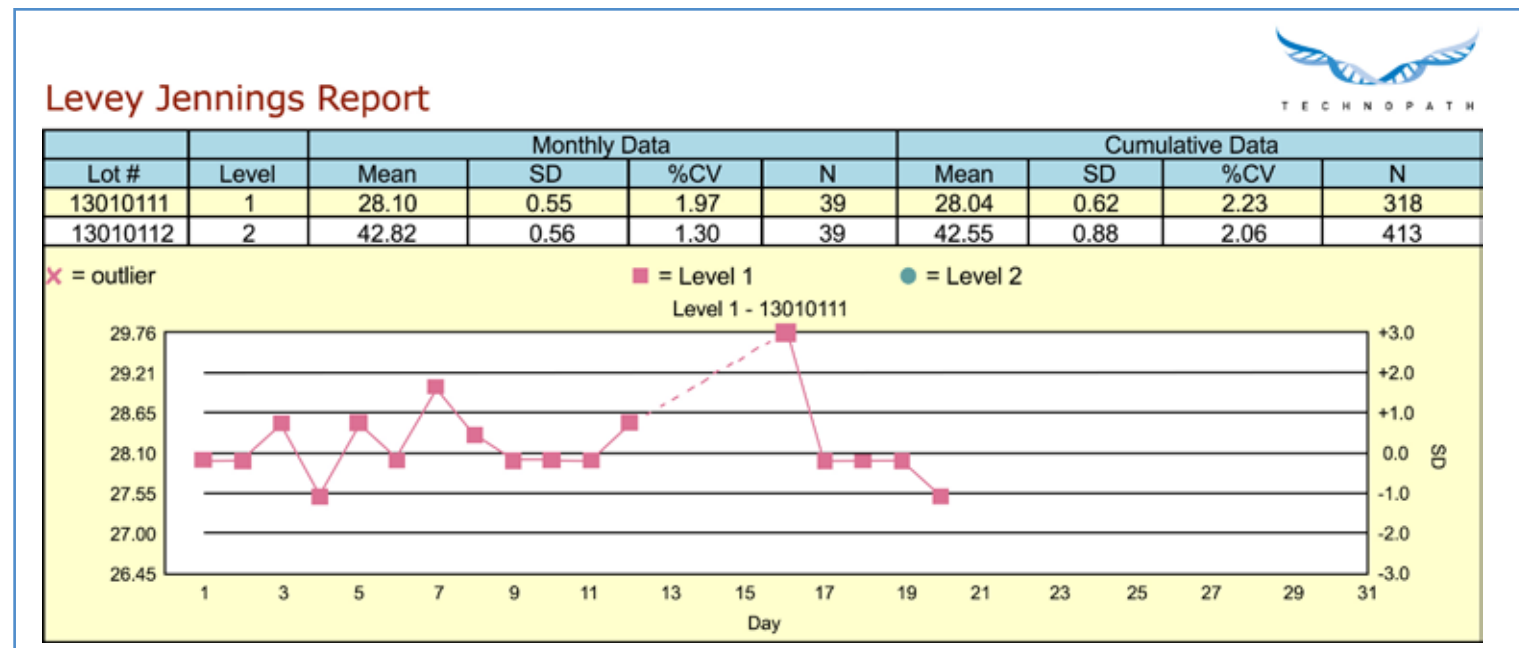 TECHNOPATH
Levey Jennings Report
Monthly Data Cumulative Data
Lot # Level Mean SD %CV N Mean SD %CV N
13010111 1 28.10 0.55 1.97 39 28.04 0.62 2.23 318
13010112 2 42.82 0.56 1.30 39 42.55 0.88 2.06 413
x = outlier = Level 1 = Level 2
Level 1 - 13010111
29.76 +3.0
29.21 +2.0
28.65 +1.0
28.10 0.0 SD
27.55 -1.0
27.00 -2.0
26.45 -3.0
1 3 5 7 9 11 13 15 17 19 21 23 25 27 29 31
Day